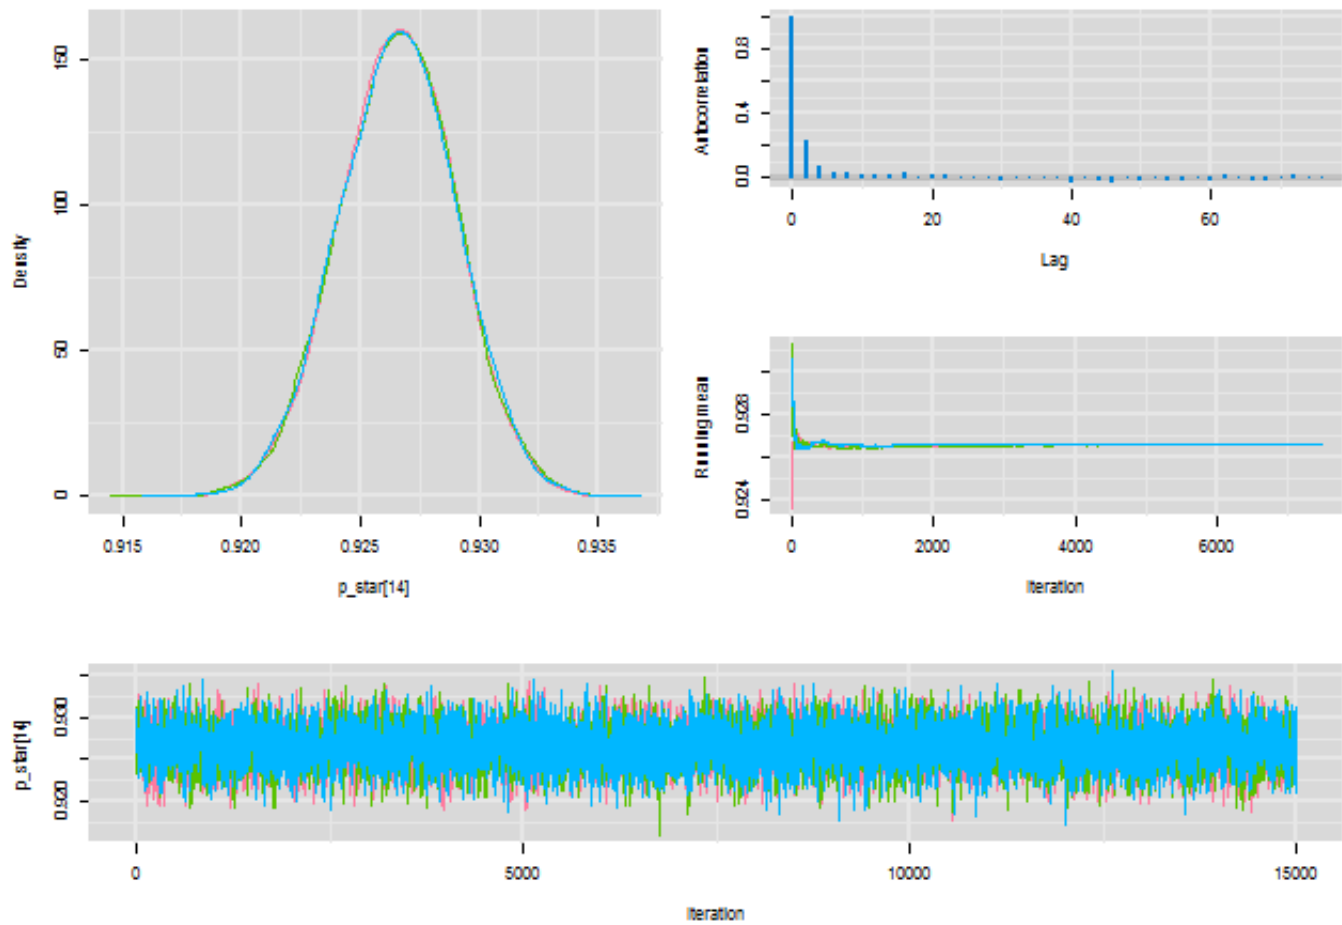 150
100
50
0
Density
0.915 0.920 0.925 0.930 0.935
p_star[14]
0.8
0.4
0.0
Autocorrelation
0 20 40 60
Lag
0.928
0.924
Running mean
0 2000 4000 6000
Iteration
0.930
0.920
p_star[14]
0 5000 10000 15000
Iteration